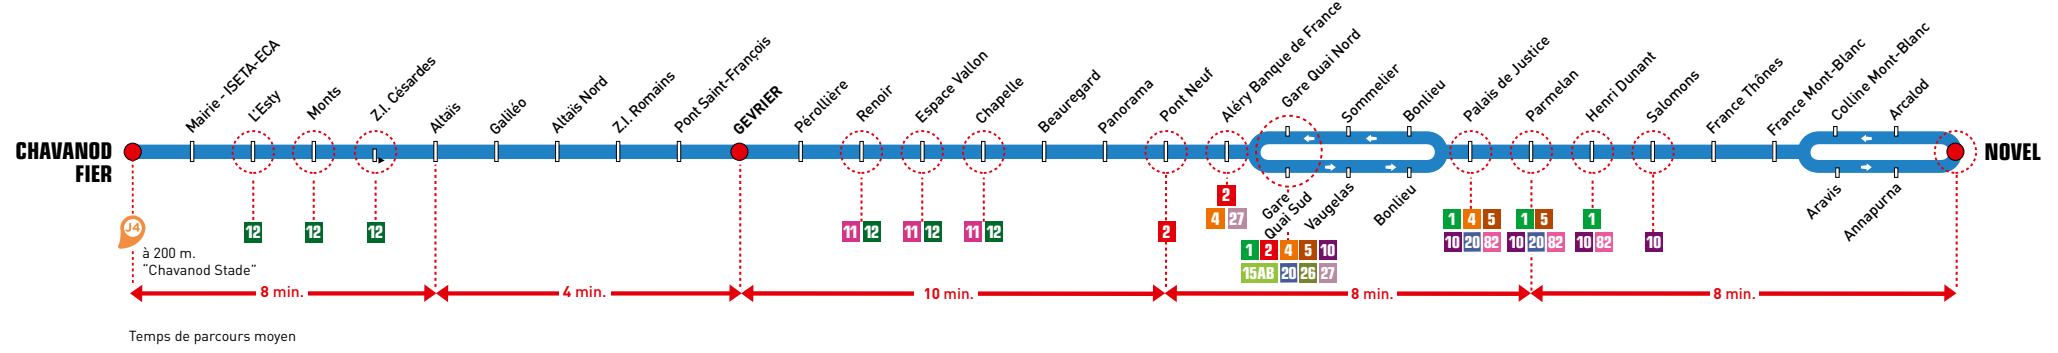 CHAVANOD
FIER
Mairie - ISETA-ECA
L'Esty
Monts
Z.I. Césardes
Altaïs
Galiléo
Altaïs Nord
Z.I. Romains
Pont Saint-François
GEVRIER
Pérollière
Renoir
Espace Vallon
Chapelle
Beauregard
Panorama
Pont Neuf
Aléry Banque de France
Gare Quai Nord
Sommelier
Bonlieu
Palais de Justice
Parmelan
Henri Dunant
Salomons
France Thônes
France Mont-Blanc
Colline Mont-Blanc
Arcalod
NOVEL
Gare
Quai Sud
Vaugelas
Bonlieu
Aravis
Annapurna
J4
à 200 m.
"Chavanod Stade"
12
12
12
11 12
11 12
11 12
2
2
4 27
1 2 4 5 10
15AB 20 26 27
1 4 5
10 20 82
1 5
10 20 82
1
10 82
10
8 min.
4 min.
10 min.
8 min.
8 min.
Temps de parcours moyen